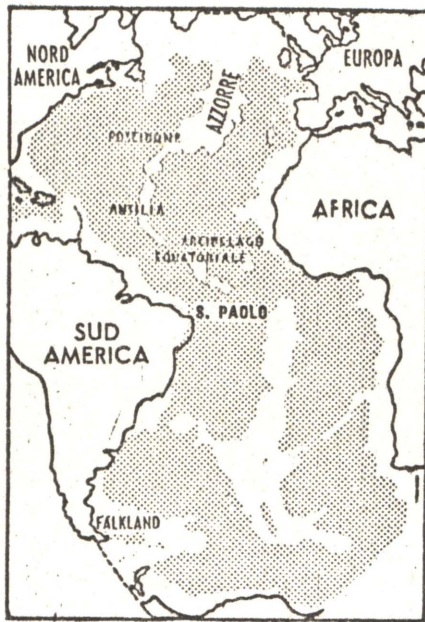 NORD
AMERICA
EUROPA
AZZORRE
POSEIDONE
ANTILIA
AFRICA
ARCIPELAGO
EQUATORIALE
S. PAOLO
SUD
AMERICA
FALKLAND